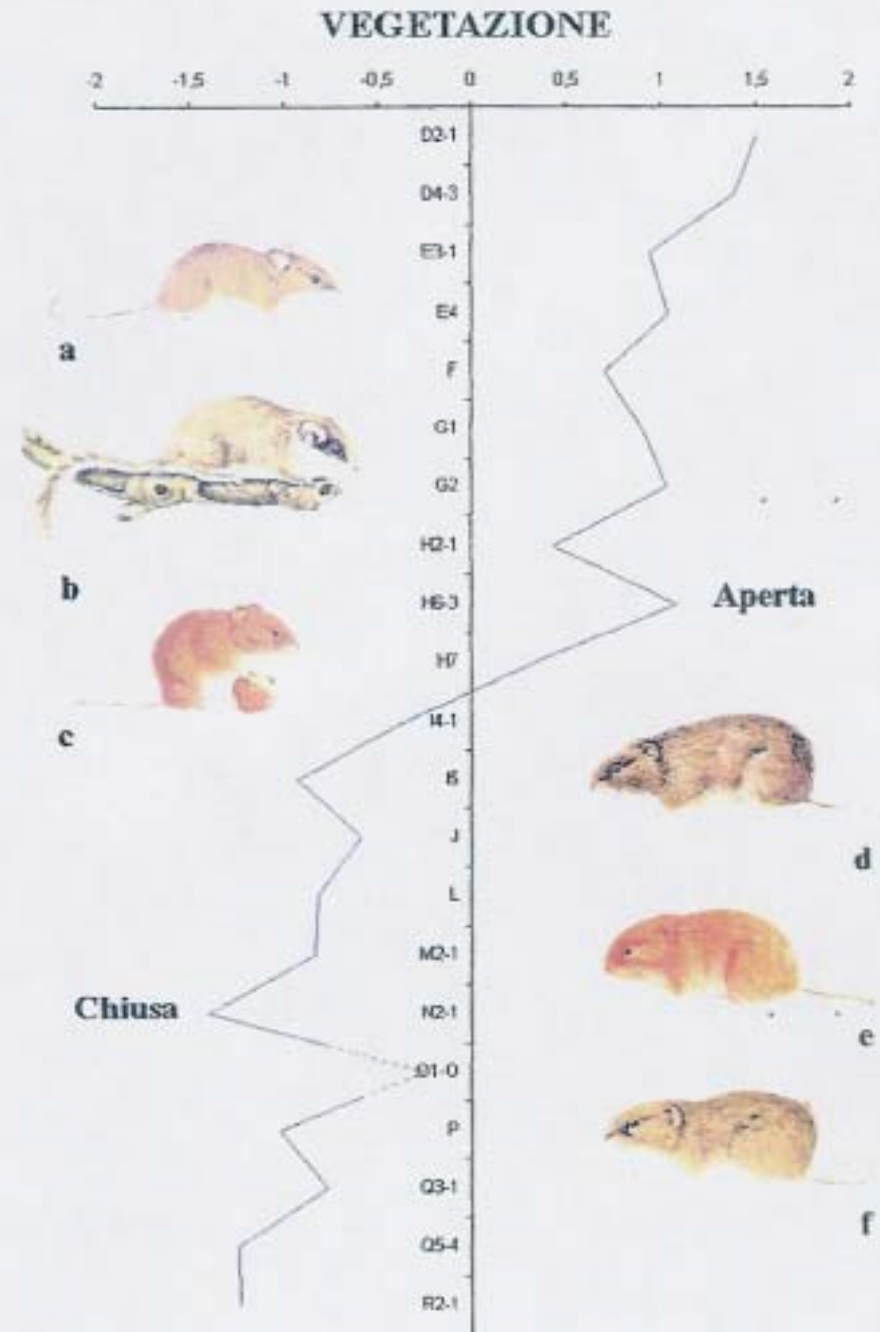 VEGETAZIONE
-2 -1,5 -1 -0,5 0 0,5 1 1,5 2
D2-1
D4-3
E3-1
E4
a
F
G1
G2
H2-1
b
H6-3
Aperta
H7
I4-1
c
I5
J
d
L
M2-1
Chiusa
N2-1
e
O1-0
P
Q3-1
f
Q5-4
R2-1